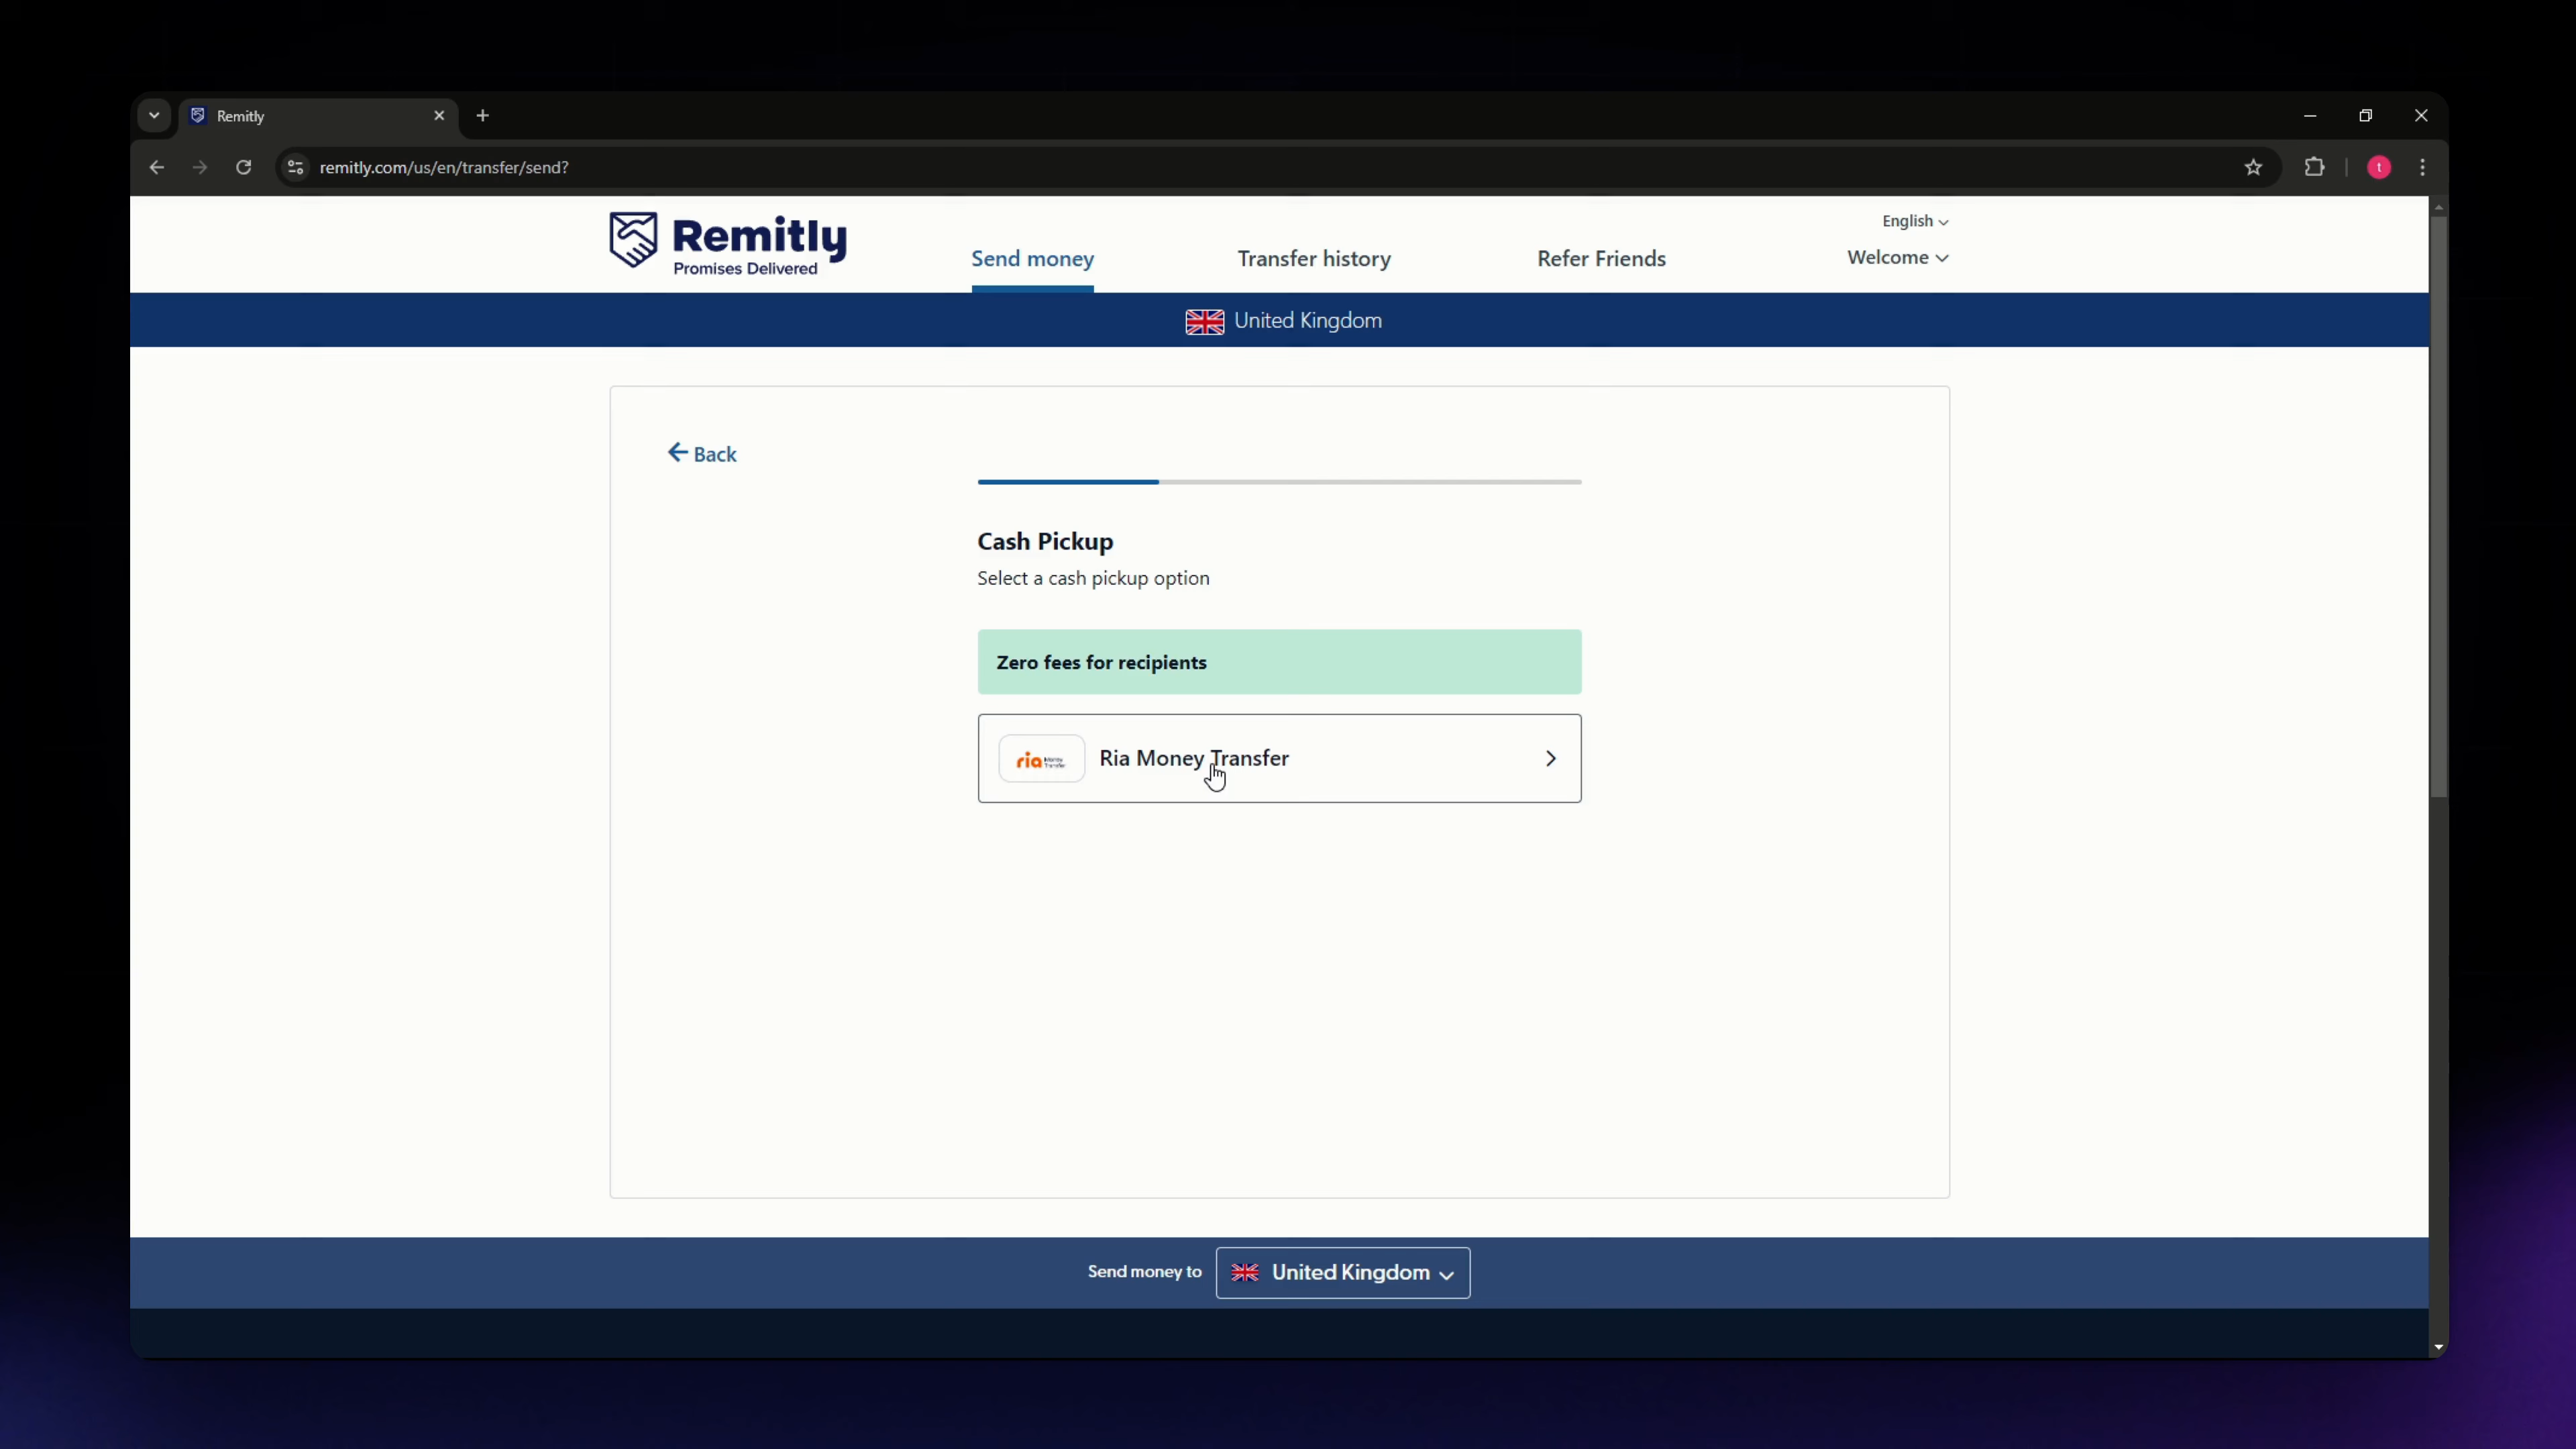 Remitly
remitly.com/us/en/transfer/send?
t
Remitly
Promises Delivered
Send money
Transfer history
Refer Friends
English
Welcome
United Kingdom
Back
Cash Pickup
Select a cash pickup option
Zero fees for recipients
ria Money Transfer
Ria Money Transfer
Send money to
United Kingdom